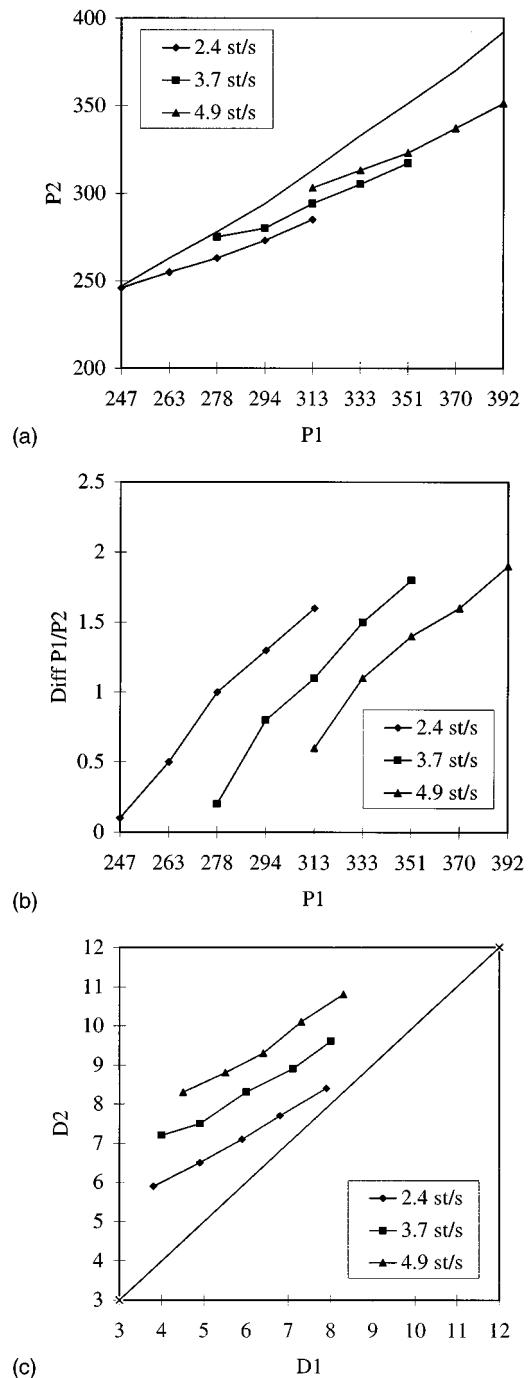 400
350
300
250
200
P2
2.4 st/s
3.7 st/s
4.9 st/s
247 263 278 294 313 333 351 370 392
P1
(a)
2.5
2
1.5
1
0.5
0
Diff P1/P2
2.4 st/s
3.7 st/s
4.9 st/s
247 263 278 294 313 333 351 370 392
P1
(b)
12
11
10
9
8
7
6
5
4
3
D2
2.4 st/s
3.7 st/s
4.9 st/s
3 4 5 6 7 8 9 10 11 12
D1
(c)